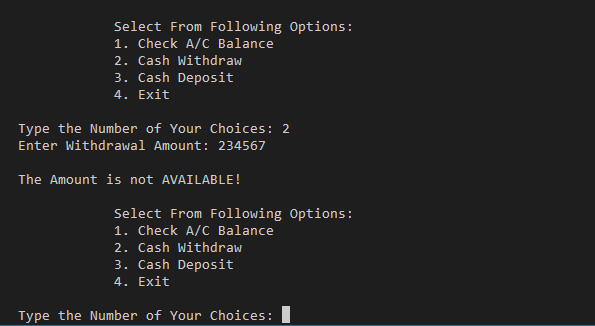 Select From Following Options:
1. Check A/C Balance
2. Cash Withdraw
3. Cash Deposit
4. Exit
Type the Number of Your Choices: 2
Enter Withdrawal Amount: 234567
The Amount is not AVAILABLE!
Select From Following Options:
1. Check A/C Balance
2. Cash Withdraw
3. Cash Deposit
4. Exit
Type the Number of Your Choices: